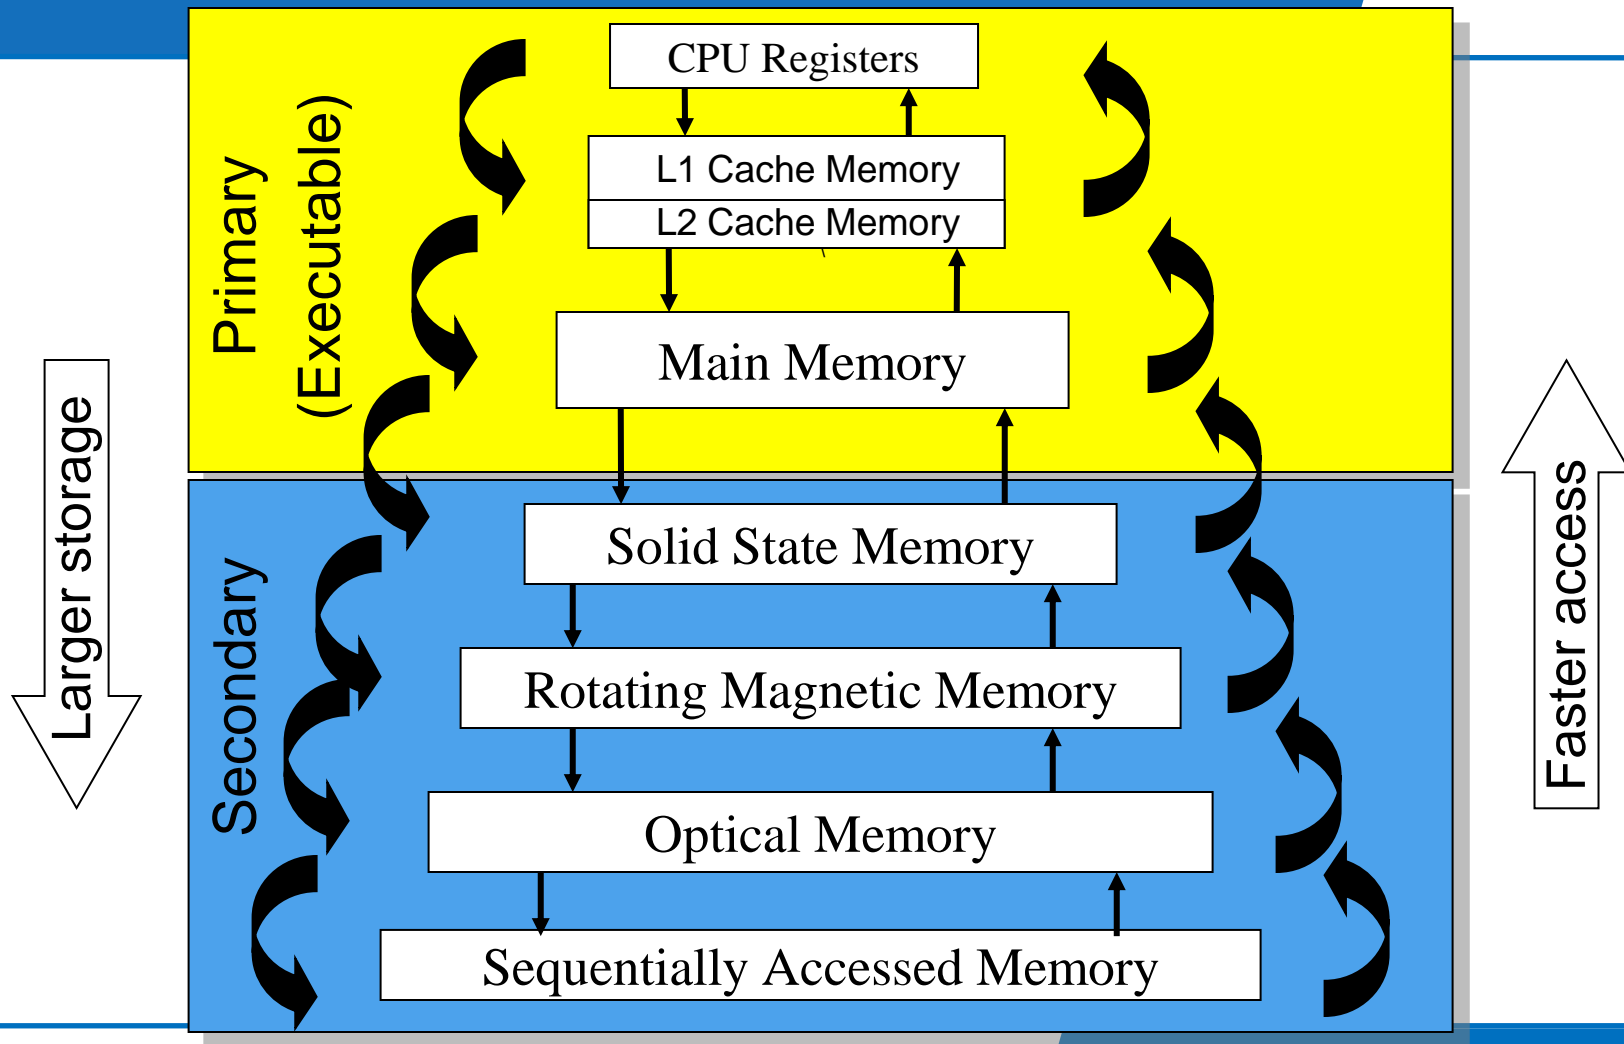 CPU Registers
L1 Cache Memory
L2 Cache Memory
Main Memory
Primary
(Executable)
Solid State Memory
Rotating Magnetic Memory
Optical Memory
Sequentially Accessed Memory
Secondary
Larger storage
Faster access